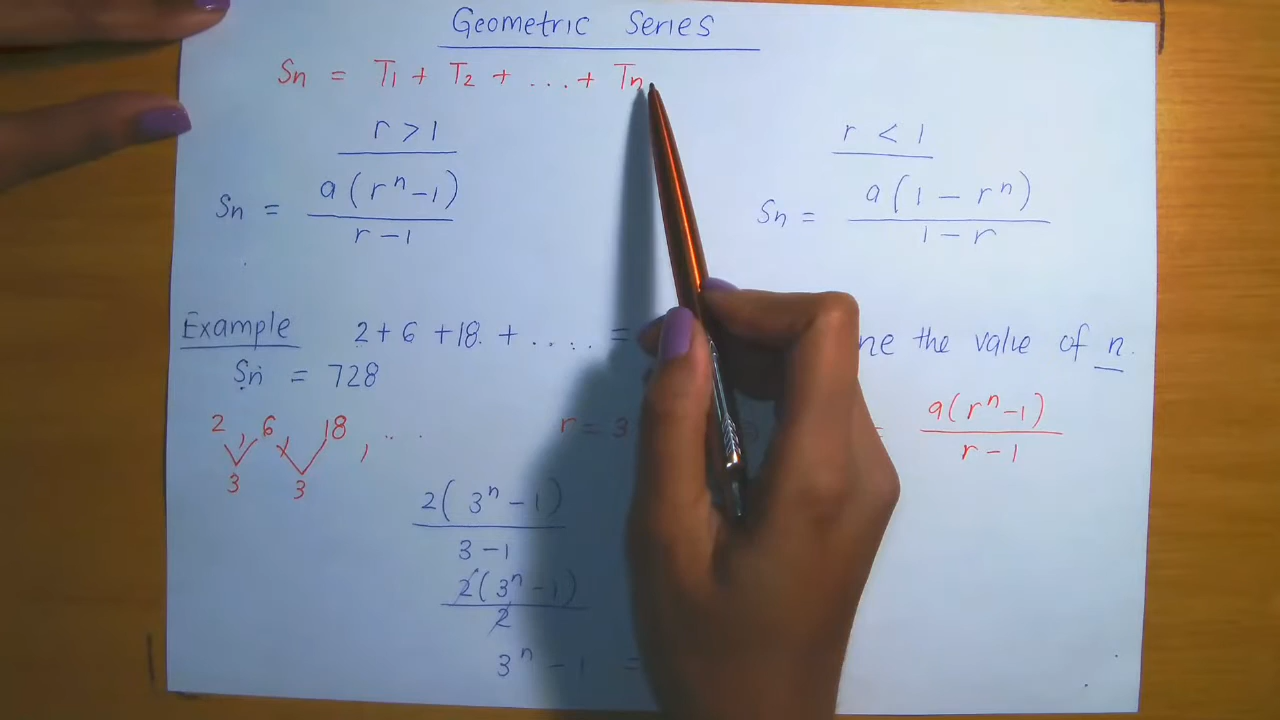 Geometric Series
Sn = T1 + T2 + ... + Tn
r > 1
r < 1
Sn = a(r^n - 1) / r - 1
Sn = a(1 - r^n) / 1 - r
Example 2 + 6 + 18. + ..... = the value of n.
Sn = 728
2, 6, 18, ...
3 3
r = 3 = a(r^n - 1) / r - 1
2(3^n - 1) / 3 - 1
2(3^n - 1) / 2
3^n - 1 =